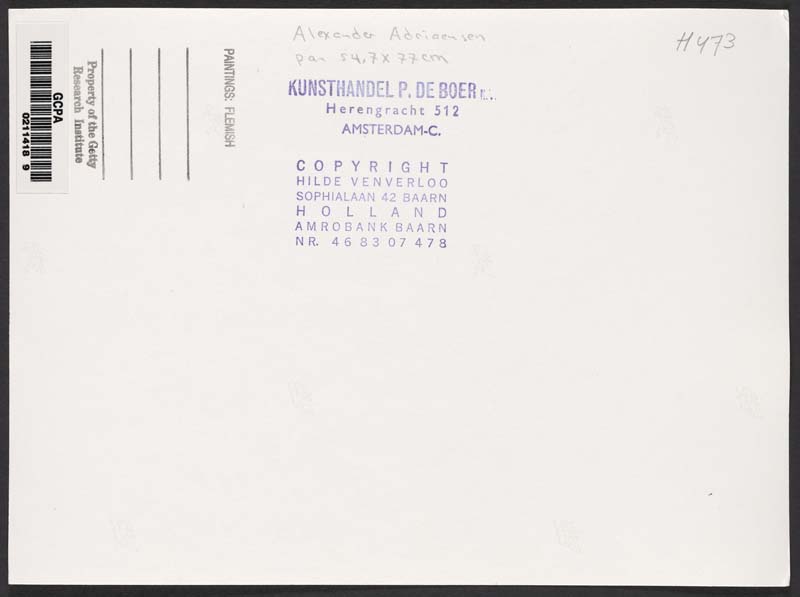 Alexander Adriaensen
pan 54,7 x 77 cm
H 473
KUNSTHANDEL P. DE BOER
Herengracht 512
AMSTERDAM-C.
COPYRIGHT
HILDE VENVERLOO
SOPHIALAAN 42 BAARN
HOLLAND
AMROBANK BAARN
NR. 46 83 07 478
PAINTINGS: FLEMISH
Property of the Getty
Research Institute
GCPA
0211418 9